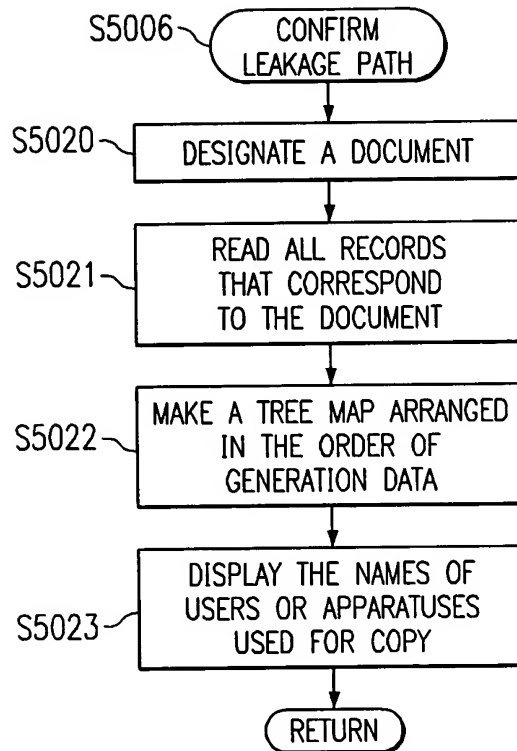 S5006
CONFIRM
LEAKAGE PATH
S5020
DESIGNATE A DOCUMENT
S5021
READ ALL RECORDS
THAT CORRESPOND
TO THE DOCUMENT
S5022
MAKE A TREE MAP ARRANGED
IN THE ORDER OF
GENERATION DATA
S5023
DISPLAY THE NAMES OF
USERS OR APPARATUSES
USED FOR COPY
RETURN